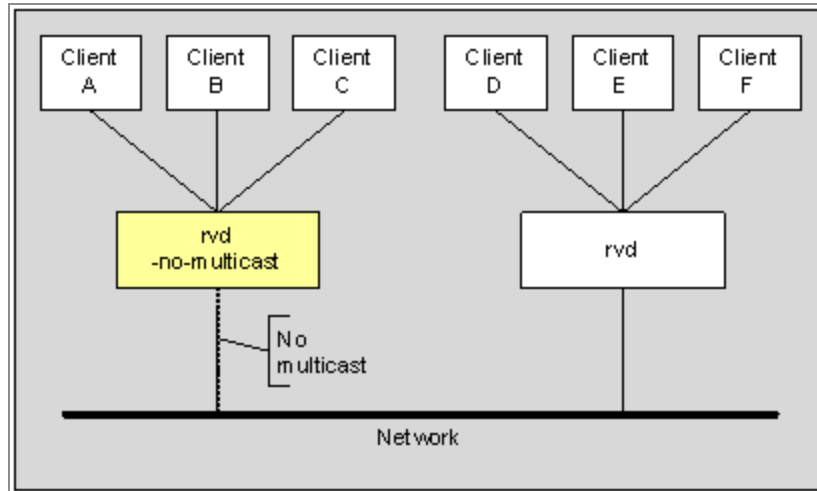 Client
A
Client
B
Client
C
Client
D
Client
E
Client
F
rvd
-no-multicast
rvd
No
multicast
Network